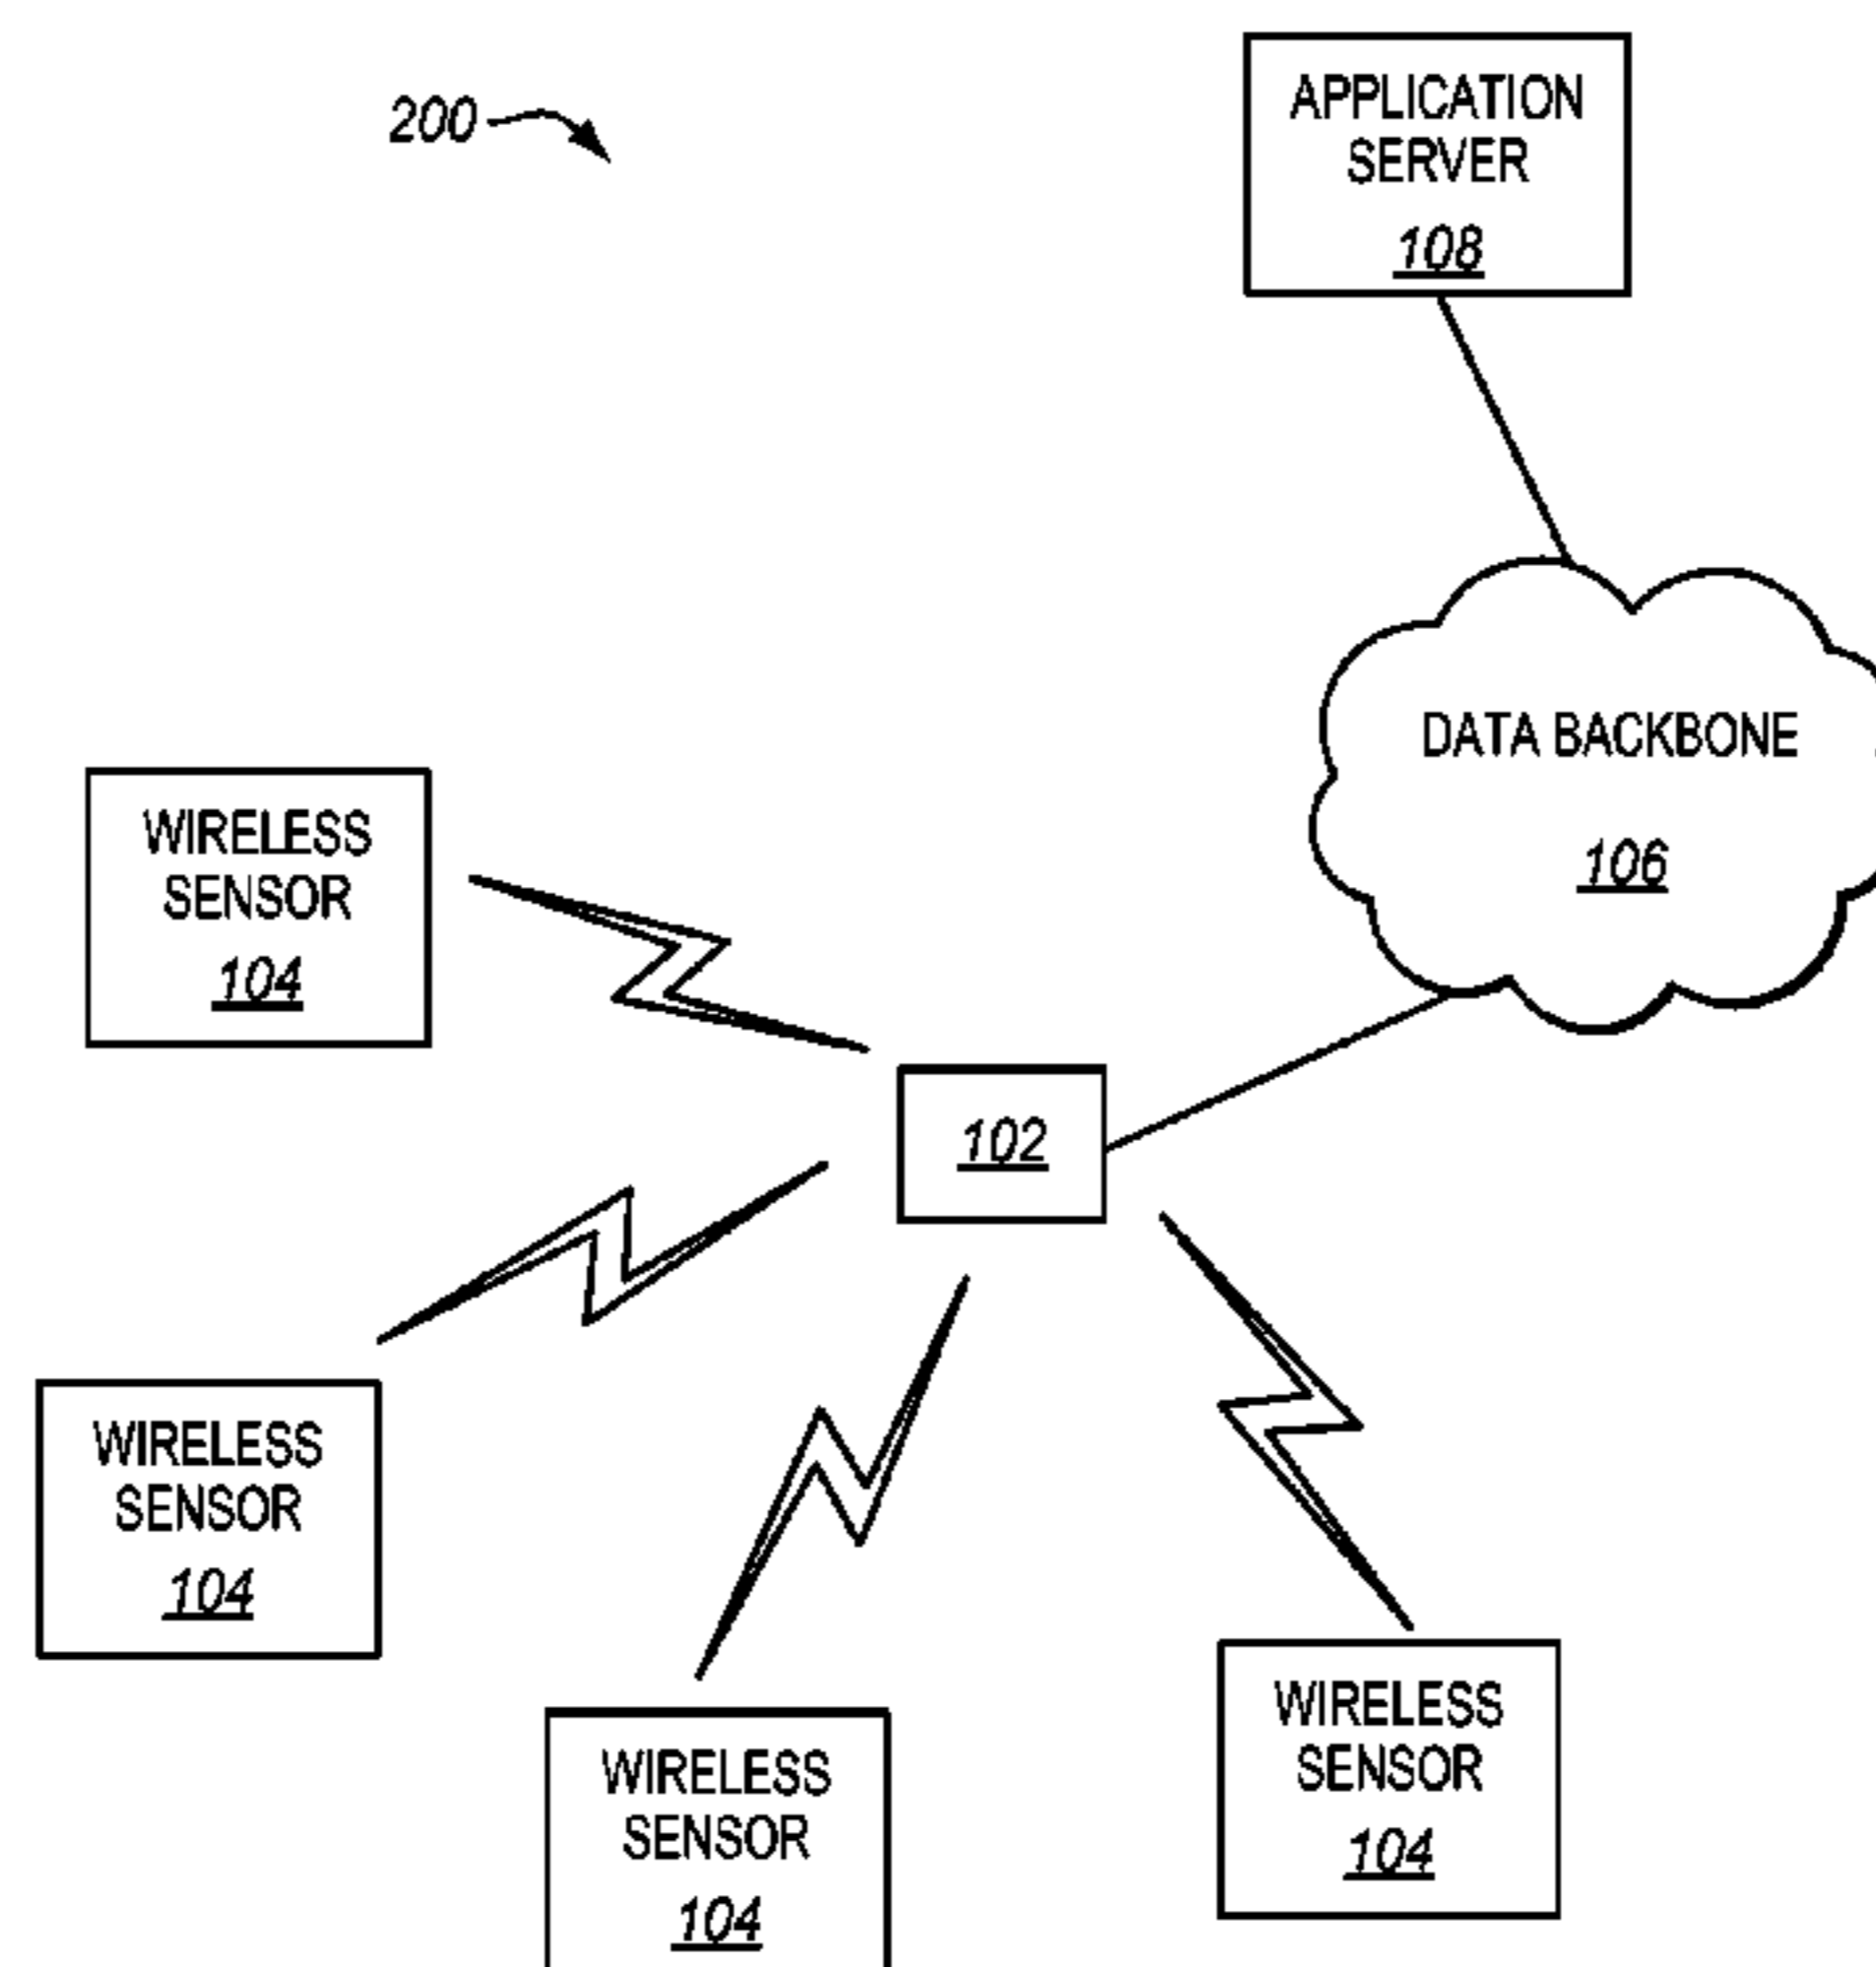 200
APPLICATION
SERVER
108
DATA BACKBONE
106
WIRELESS
SENSOR
104
102
WIRELESS
SENSOR
104
WIRELESS
SENSOR
104
WIRELESS
SENSOR
104